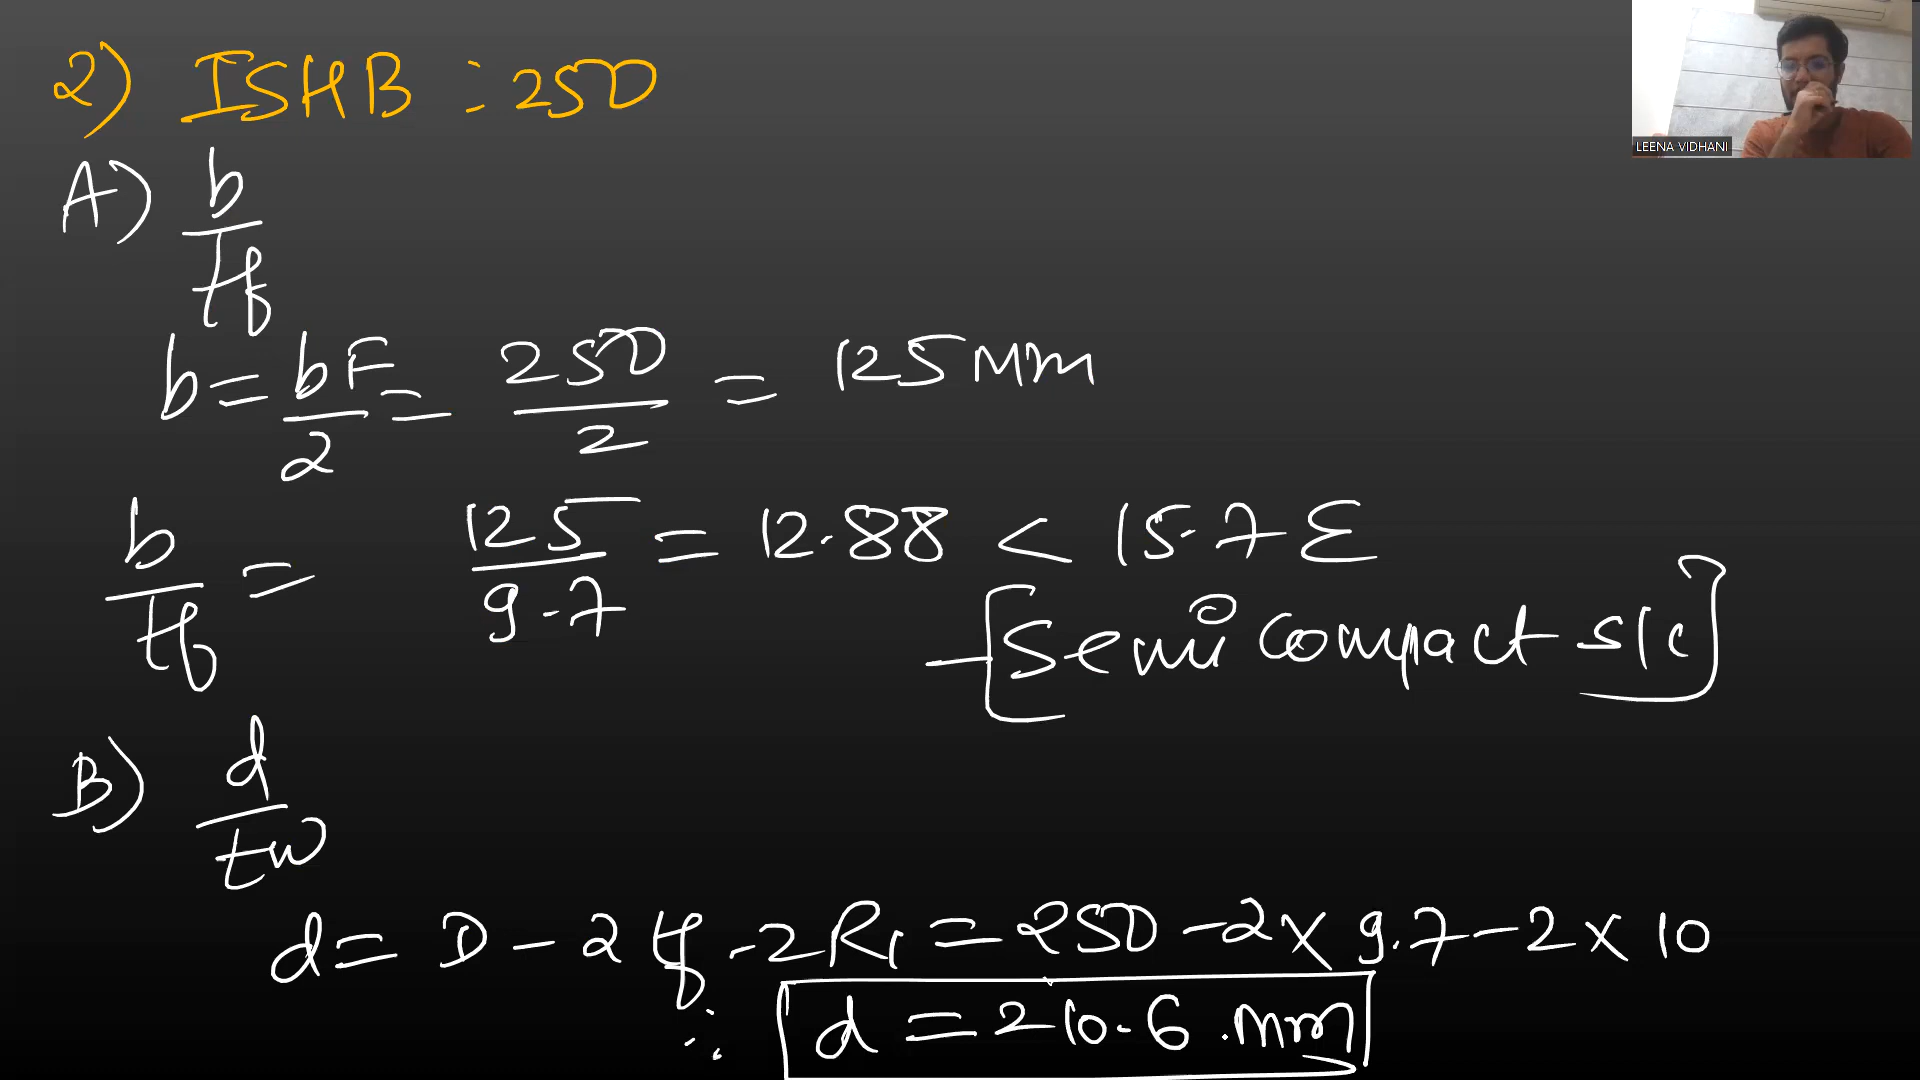 2) ISHB : 250
LEENA VIDHANI
A) b/tf
b = bF/2 = 250/2 = 125 mm
b/tf = 125/9.7 = 12.88 < 15.7 ε
[Semi compact s/c]
B) d/tw
d = D - 2tf - 2R1 = 250 - 2 x 9.7 - 2 x 10
∴ d = 210.6 mm